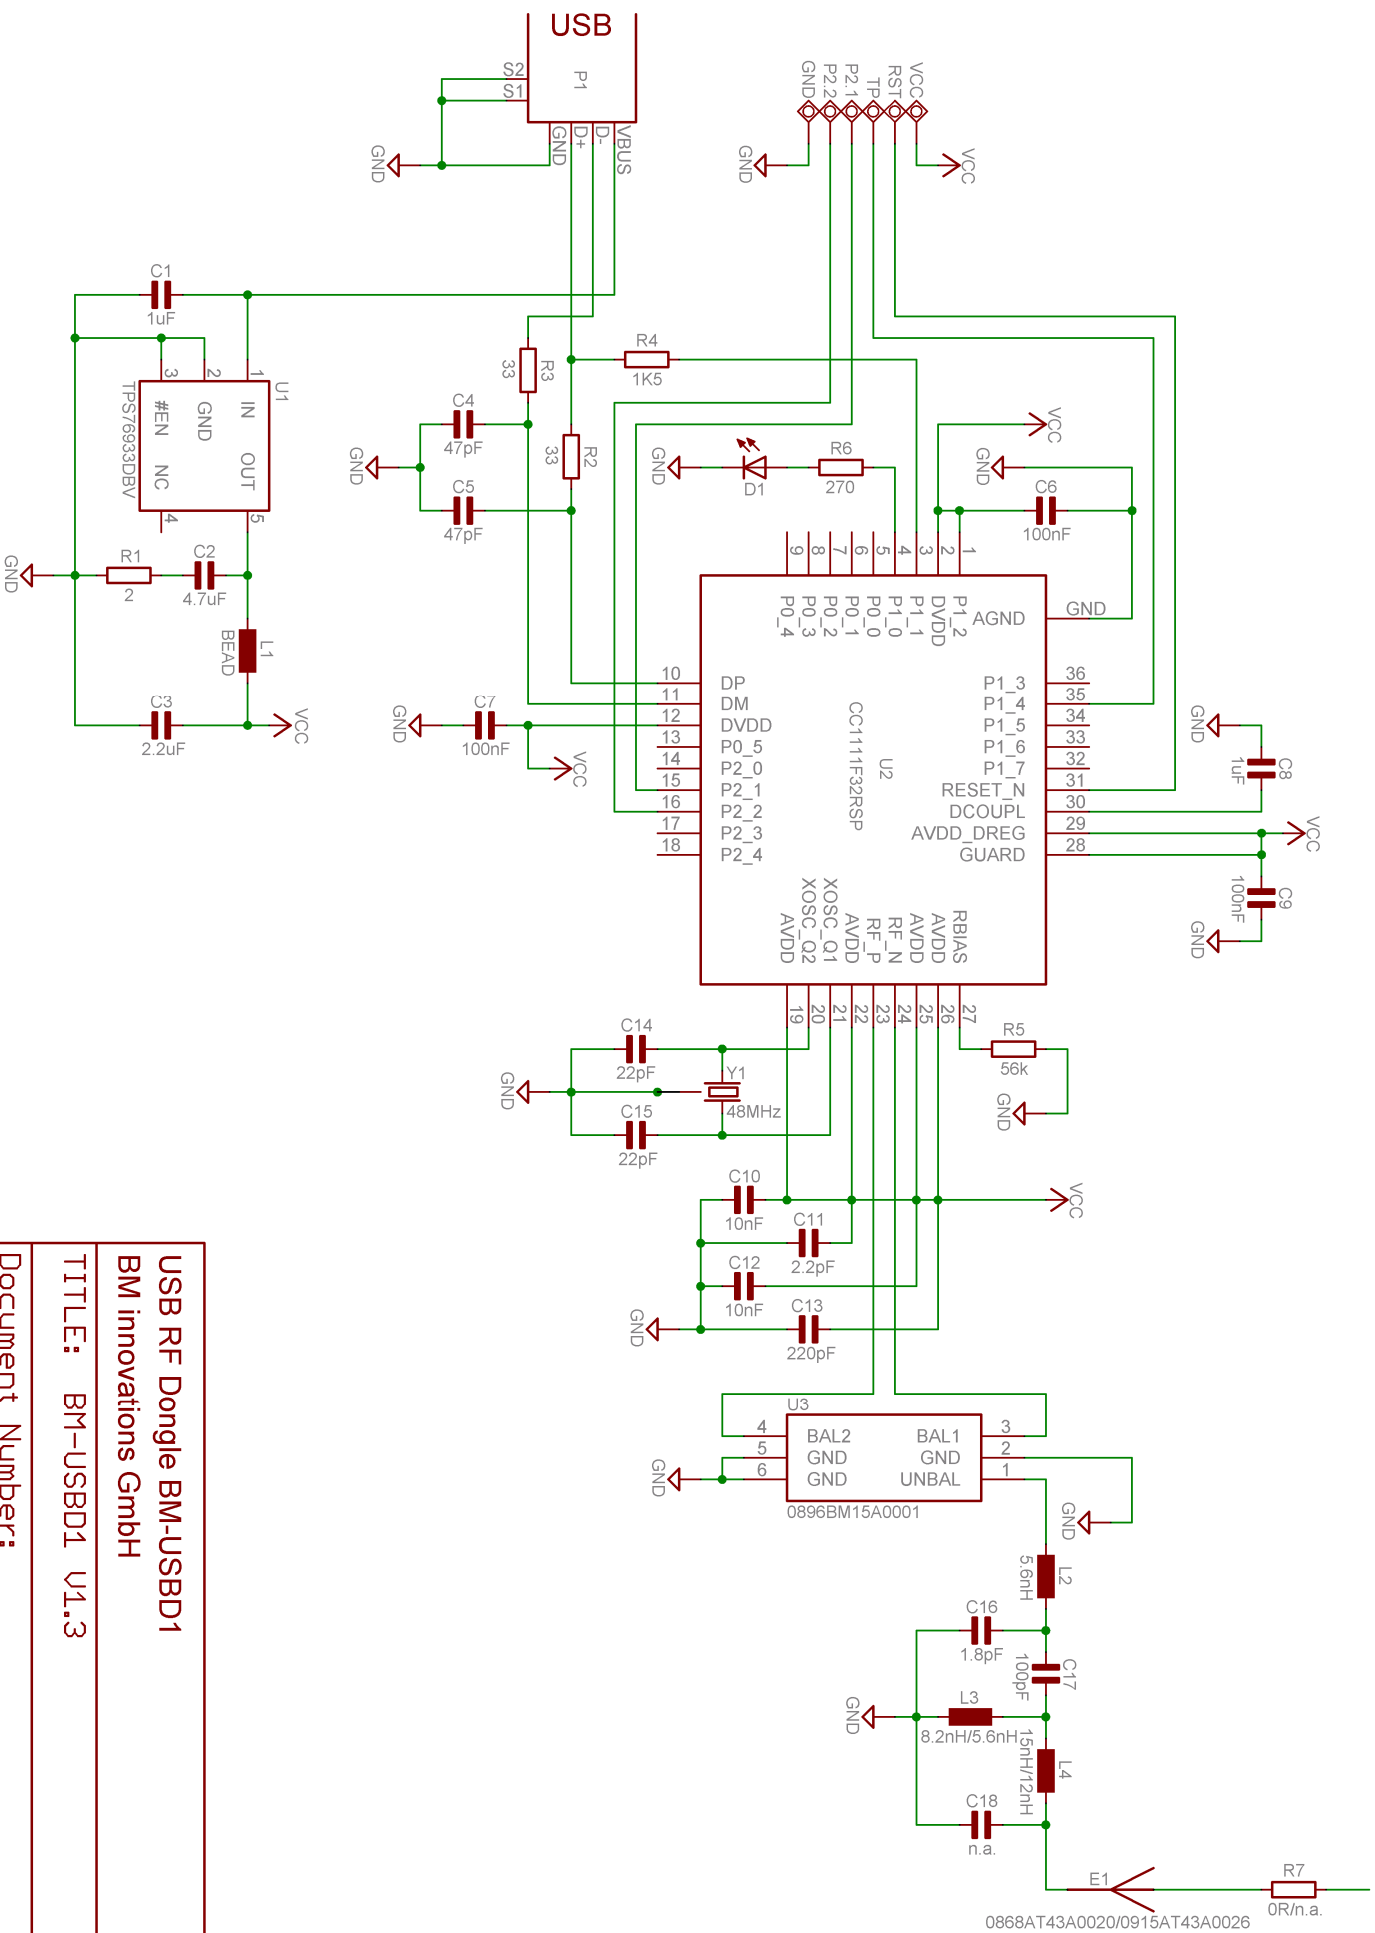 USB
P1
S2
S1
VBUS
D-
D+
GND
GND
VCC
RST
TP
P2.1
P2.2
GND
VCC
GND
C1
1uF
U1
1
2
3
IN
GND
#EN
OUT
NC
TPS76933DBV
5
4
R1
2
C2
4.7uF
GND
L1
BEAD
C3
2.2uF
VCC
R3
33
R4
1K5
C4
47pF
R2
33
C5
47pF
GND
GND
D1
R6
270
VCC
GND
C6
100nF
9
8
7
6
5
4
3
2
1
P0_4
P0_3
P0_2
P0_1
P0_0
P1_0
P1_1
DVDD
P1_2
AGND
GND
10
DP
11
DM
12
DVDD
13
P0_5
14
P2_0
15
P2_1
16
P2_2
17
P2_3
18
P2_4
U2
CC1111F32RSP
P1_3
36
P1_4
35
P1_5
34
P1_6
33
P1_7
32
RESET_N
31
DCOUPL
30
AVDD_DREG
29
GUARD
28
C7
100nF
GND
VCC
GND
C8
1uF
VCC
C9
100nF
GND
AVDD
XOSC_Q2
XOSC_Q1
AVDD
RF_P
RF_N
AVDD
AVDD
RBIAS
19
20
21
22
23
24
25
26
27
R5
56k
GND
C14
22pF
Y1
48MHz
C15
22pF
GND
C10
10nF
VCC
C11
2.2pF
C12
10nF
C13
220pF
GND
U3
4
BAL2
5
GND
6
GND
BAL1
3
GND
2
UNBAL
1
0896BM15A0001
GND
GND
L2
5.6nH
C16
1.8pF
C17
100pF
L3
8.2nH/5.6nH
GND
L4
15nH/12nH
C18
n.a.
E1
0868AT43A0020/0915AT43A0026
R7
0R/n.a.
USB RF Dongle BM-USBD1
BM innovations GmbH
TITLE: BM-USBD1 V1.3
Document Number: